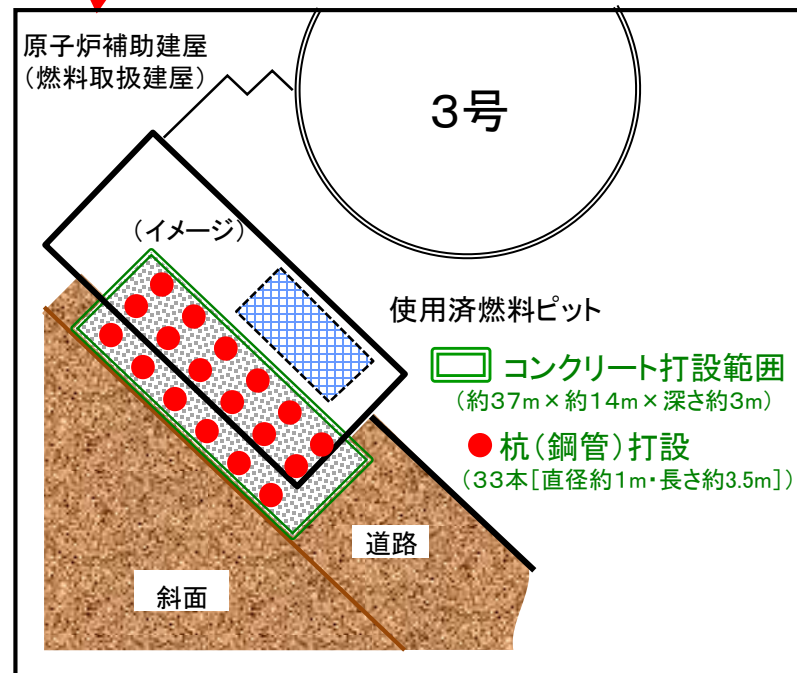 原子炉補助建屋
（燃料取扱建屋）
３号
（イメージ）
使用済燃料ピット
コンクリート打設範囲
（約37m×約14m×深さ約3m）
杭（鋼管）打設
（33本［直径約1m・長さ約3.5m］）
道路
斜面